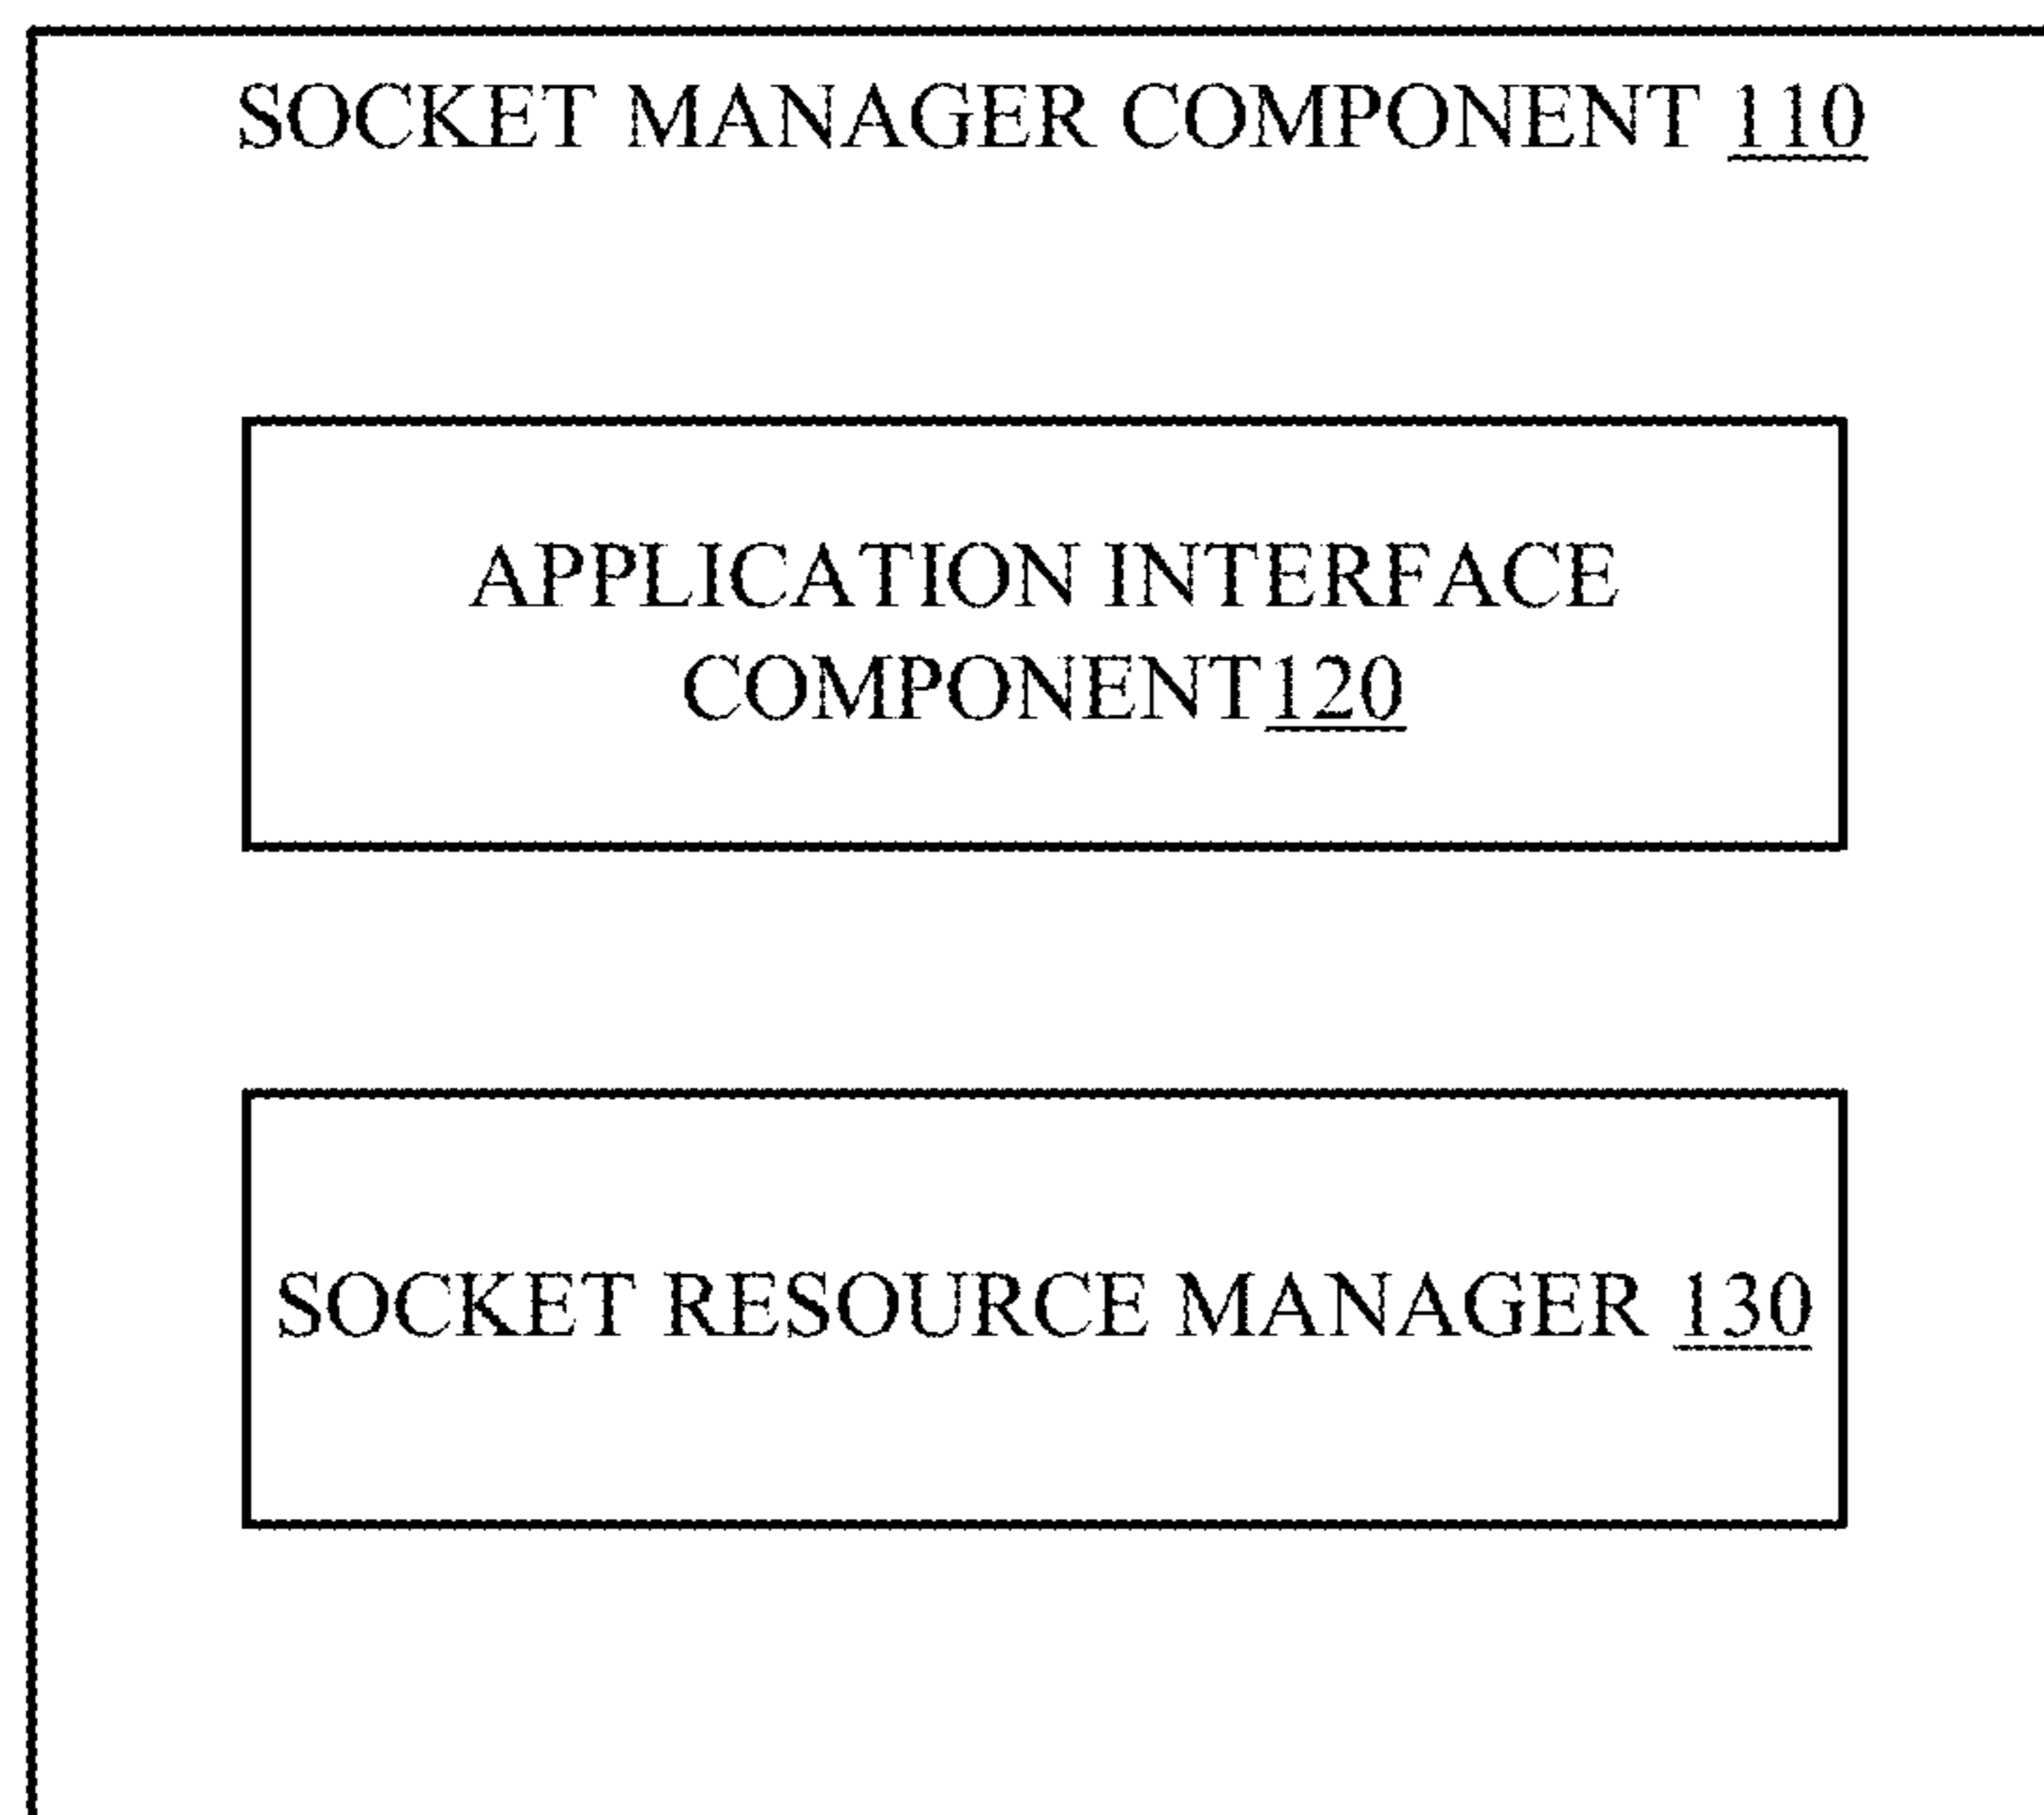 SOCKET MANAGER COMPONENT 110
APPLICATION INTERFACE
COMPONENT120
SOCKET RESOURCE MANAGER 130